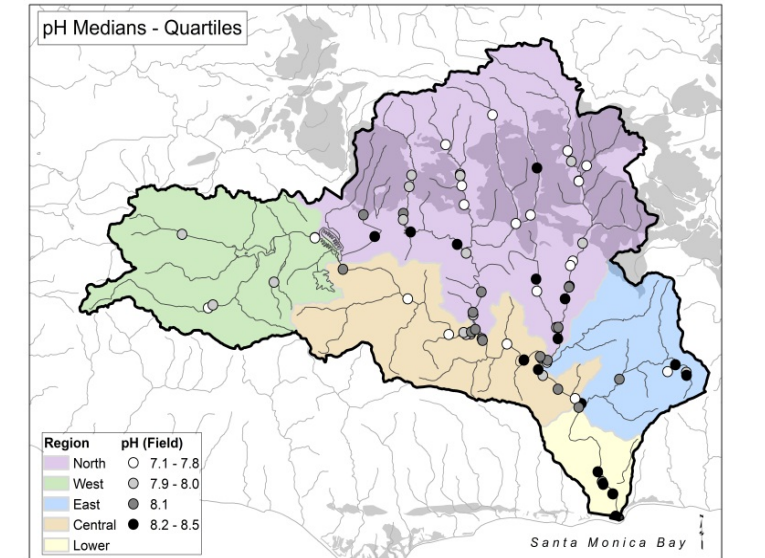 pH Medians - Quartiles
Region pH (Field)
North 7.1 - 7.8
West 7.9 - 8.0
East 8.1
Central 8.2 - 8.5
Lower
Santa Monica Bay